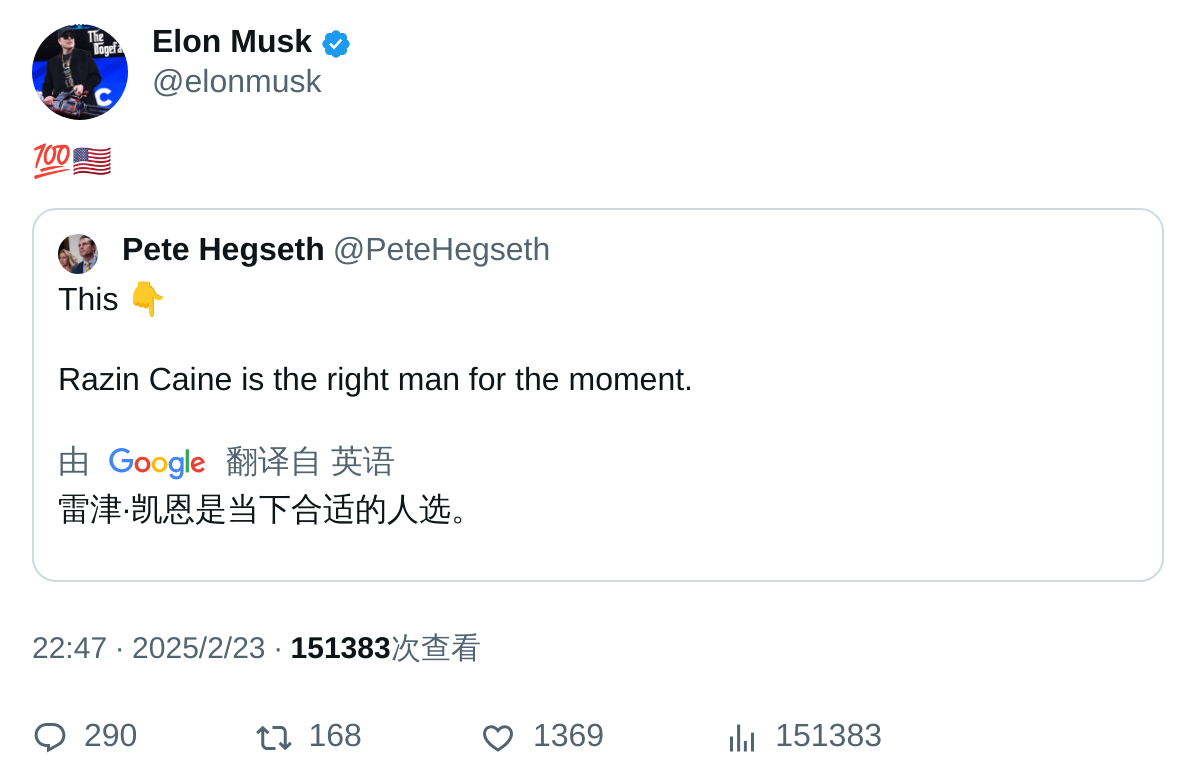 Elon Musk
@elonmusk
💯🇺🇸
Pete Hegseth @PeteHegseth
This 👇
Razin Caine is the right man for the moment.
由 Google 翻译自 英语
雷津·凯恩是当下合适的人选。
22:47 · 2025/2/23 · 151383次查看
290 168 1369 151383